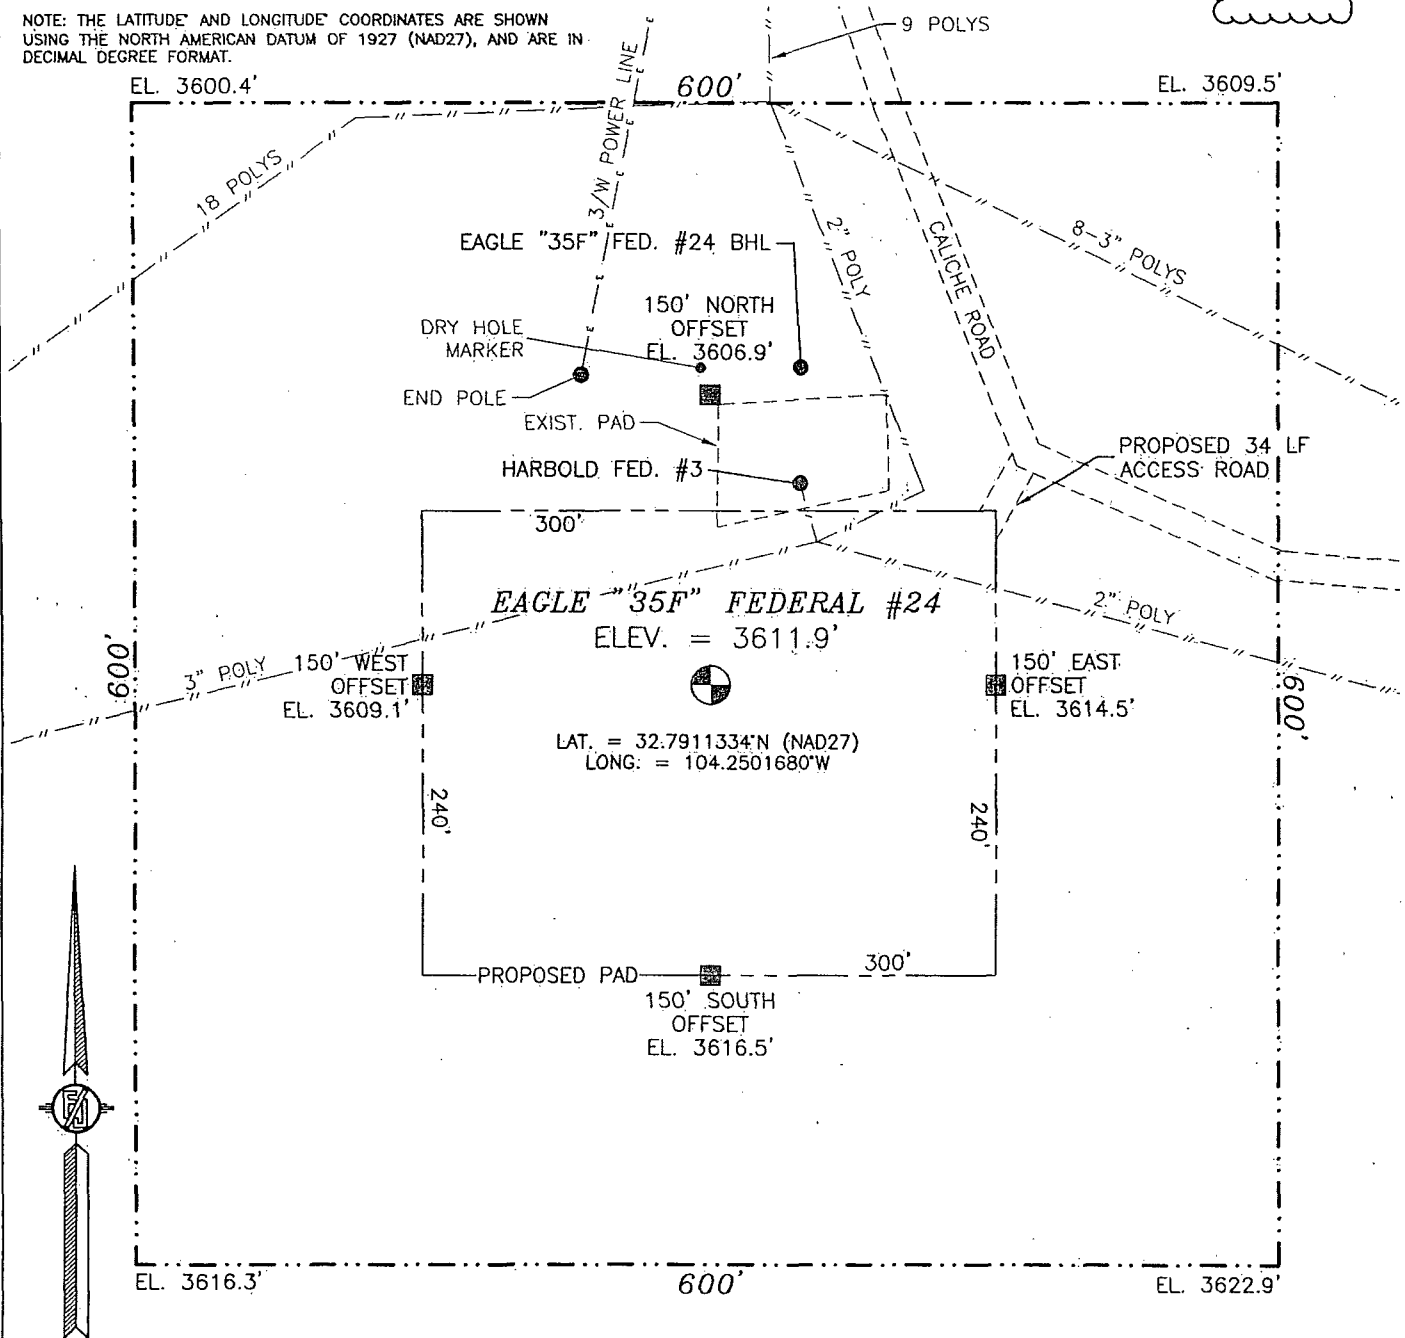 NOTE: THE LATITUDE AND LONGITUDE COORDINATES ARE SHOWN
USING THE NORTH AMERICAN DATUM OF 1927 (NAD27), AND ARE IN
DECIMAL DEGREE FORMAT.
9 POLYS
EL. 3600.4'
600'
EL. 3609.5'
3/W POWER LINE
18 POLYS
EAGLE "35F" FED. #24 BHL
2" POLY
CALICHE ROAD
8-3" POLYS
150' NORTH
OFFSET
EL. 3606.9'
DRY HOLE
MARKER
END POLE
EXIST. PAD
HARBOLD FED. #3
PROPOSED 34 LF
ACCESS ROAD
300'
EAGLE "35F" FEDERAL #24
ELEV. = 3611.9'
2" POLY
600'
3" POLY
150' WEST
OFFSET
EL. 3609.1'
150' EAST
OFFSET
EL. 3614.5'
600'
LAT. = 32.7911334°N (NAD27)
LONG. = 104.2501680°W
240'
240'
PROPOSED PAD
300'
150' SOUTH
OFFSET
EL. 3616.5'
EL. 3616.3'
600'
EL. 3622.9'